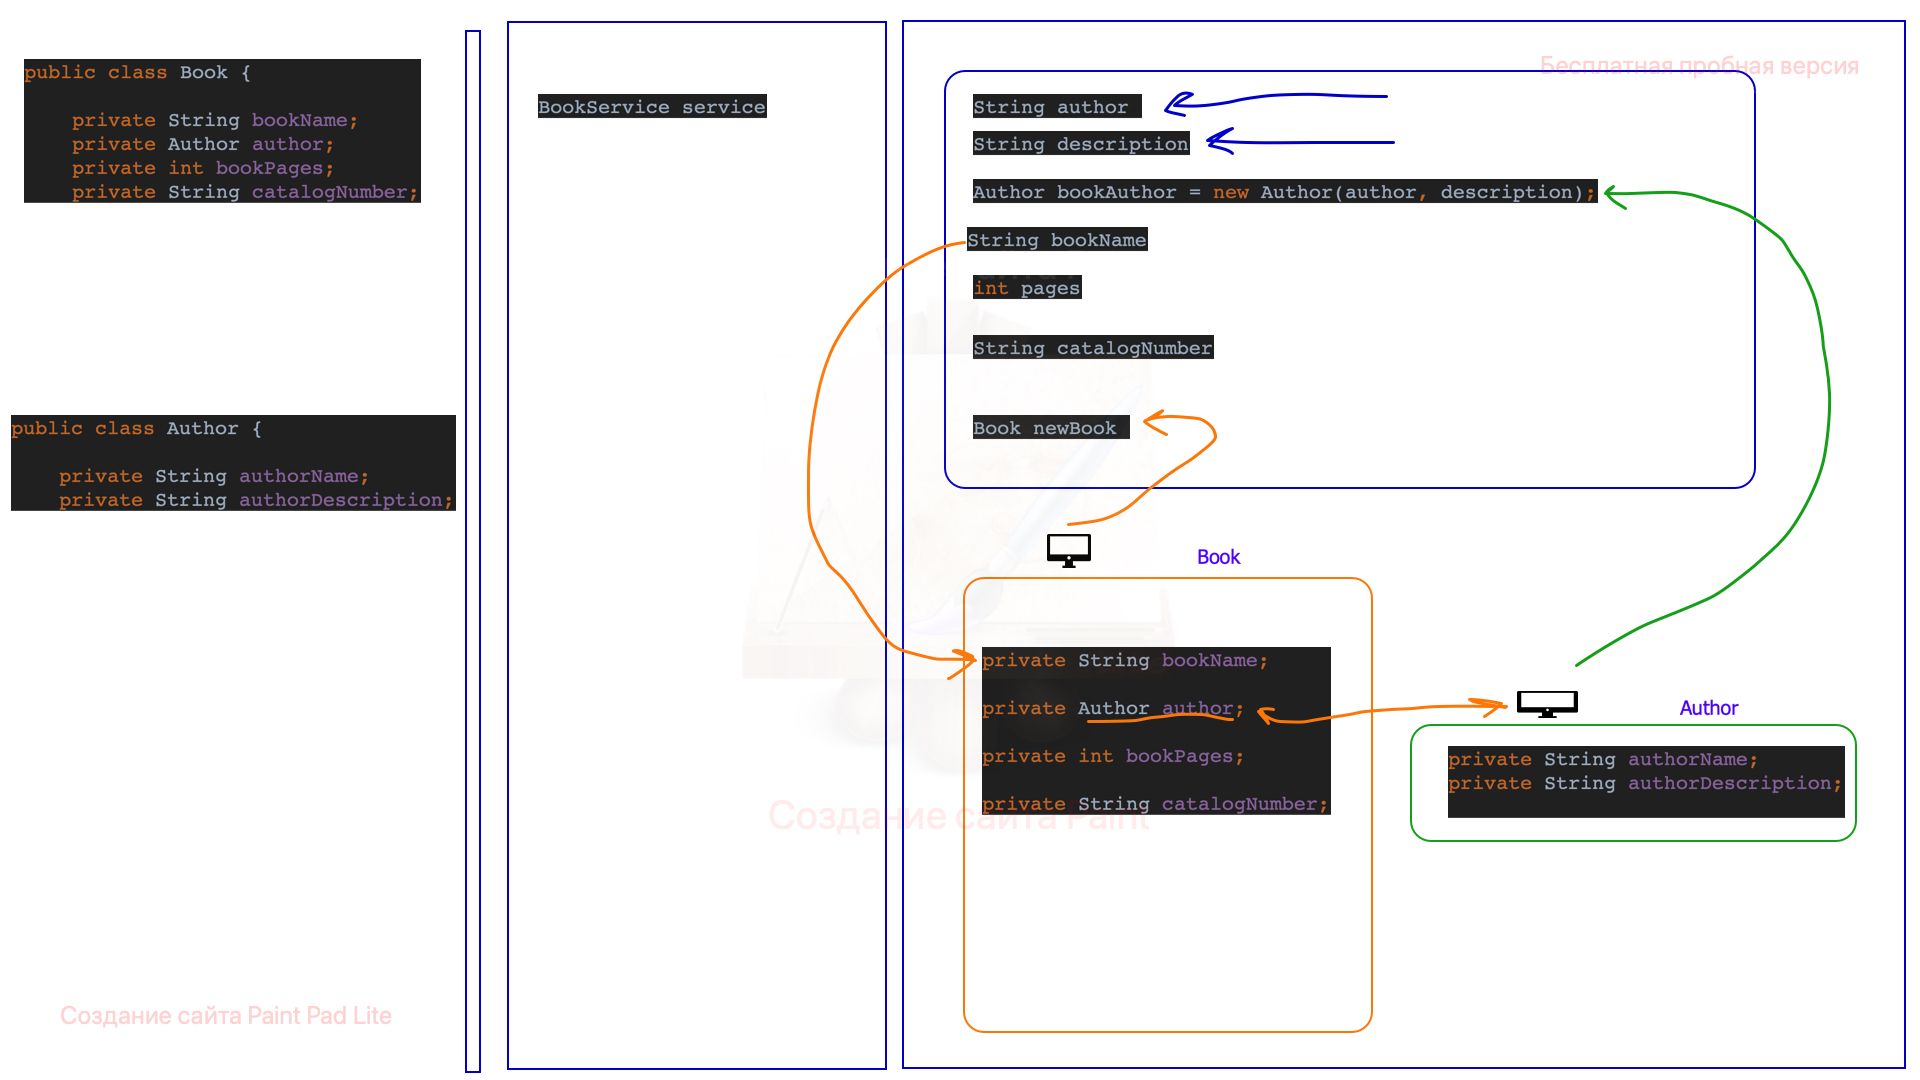 public class Book {
private String bookName;
private Author author;
private int bookPages;
private String catalogNumber;
public class Author {
private String authorName;
private String authorDescription;
Создание сайта Paint Pad Lite
BookService service
Бесплатная пробная версия
String author
String description
Author bookAuthor = new Author(author, description);
String bookName
int pages
String catalogNumber
Book newBook
Book
private String bookName;
private Author author;
private int bookPages;
private String catalogNumber;
Создание сайта Paint
Author
private String authorName;
private String authorDescription;